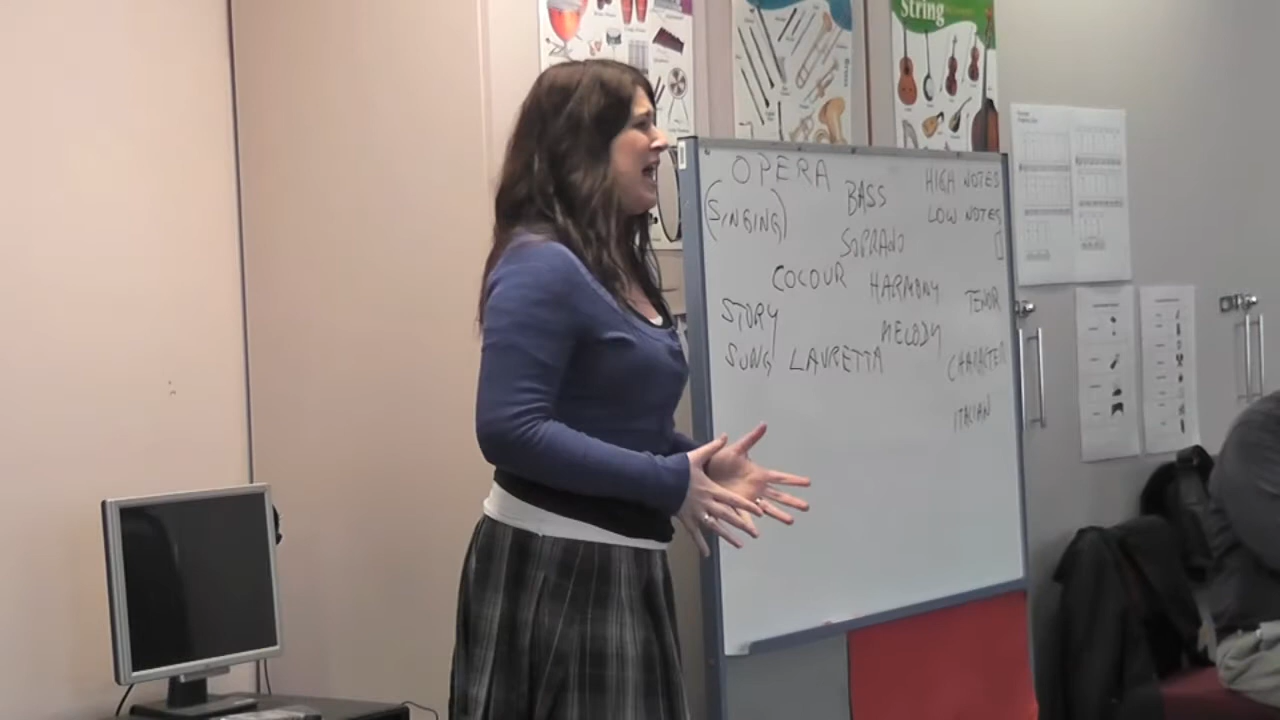 String
OPERA
(SINGING)
BASS
HIGH NOTES
LOW NOTES
SOPRANO
COLOUR
HARMONY
TENOR
STORY
MELODY
SONG
LAURETTA
CHARACTER
ITALIAN